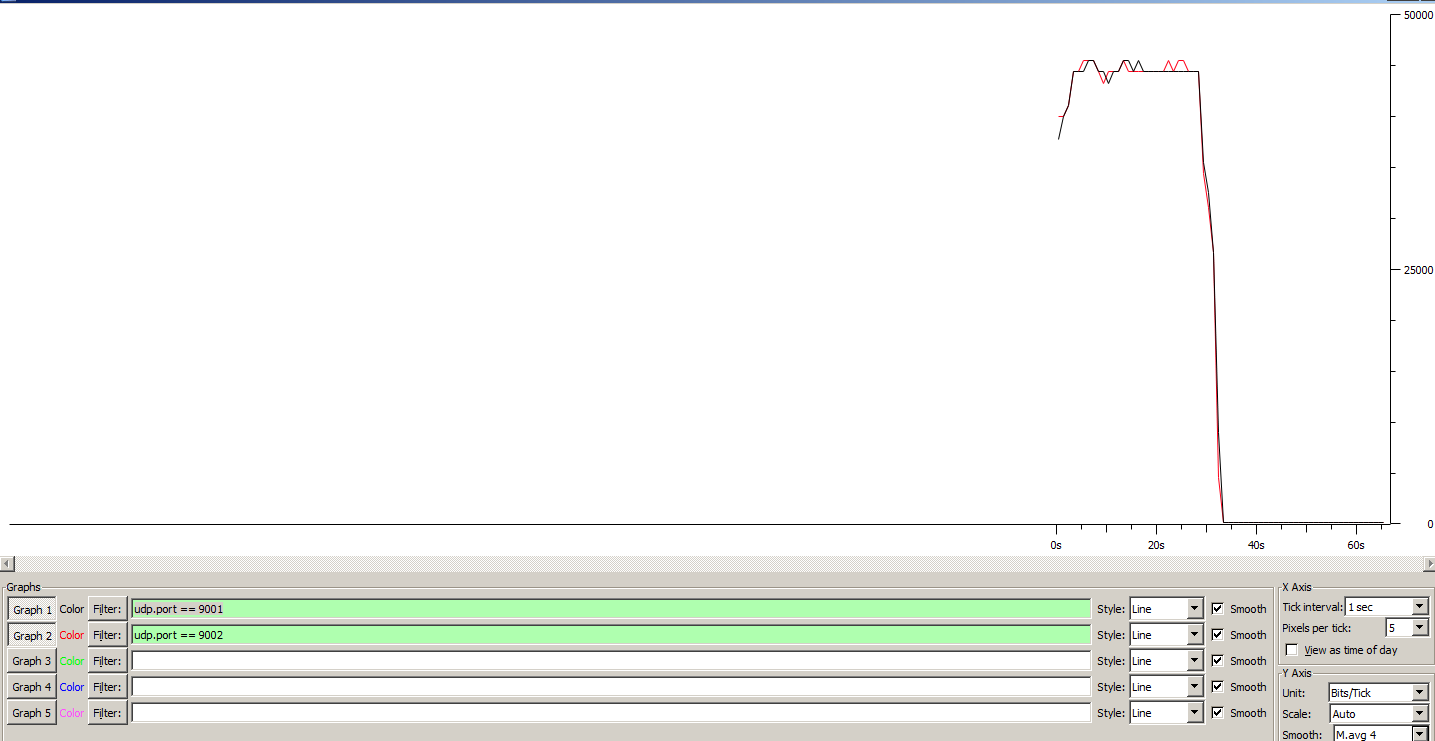 50000
25000
0
0s 20s 40s 60s
Graphs
Graph 1 Color Filter: udp.port == 9001 Style: Line Smooth
Graph 2 Color Filter: udp.port == 9002 Style: Line Smooth
Graph 3 Color Filter: Style: Line Smooth
Graph 4 Color Filter: Style: Line Smooth
Graph 5 Color Filter: Style: Line Smooth
X Axis
Tick interval: 1 sec
Pixels per tick: 5
View as time of day
Y Axis
Unit: Bits/Tick
Scale: Auto
Smooth: M.avg 4